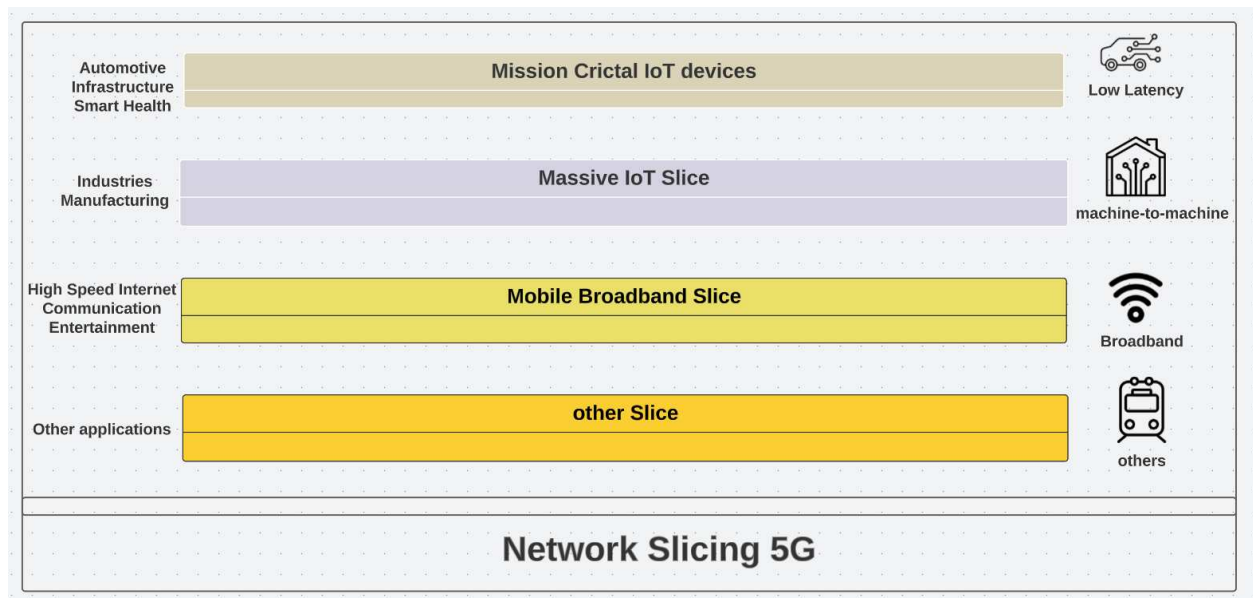 Automotive
Infrastructure
Smart Health
Mission Crictal IoT devices
Low Latency
Industries
Manufacturing
Massive IoT Slice
machine-to-machine
High Speed Internet
Communication
Entertainment
Mobile Broadband Slice
Broadband
Other applications
other Slice
others
Network Slicing 5G